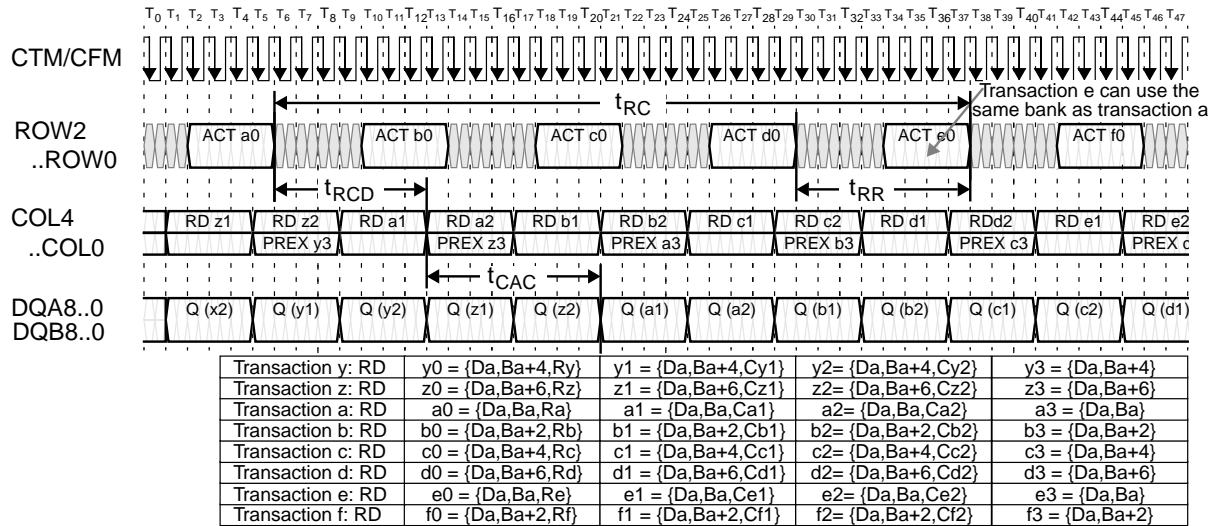 T0 T1 T2 T3 T4 T5 T6 T7 T8 T9 T10 T11 T12 T13 T14 T15 T16 T17 T18 T19 T20 T21 T22 T23 T24 T25 T26 T27 T28 T29 T30 T31 T32 T33 T34 T35 T36 T37 T38 T39 T40 T41 T42 T43 T44 T45 T46 T47
CTM/CFM
tRC
Transaction e can use the
same bank as transaction a
ROW2
..ROW0
ACT a0 ACT b0 ACT c0 ACT d0 ACT e0 ACT f0
tRCD tRR
COL4
..COL0
RD z1 RD z2 RD a1 RD a2 RD b1 RD b2 RD c1 RD c2 RD d1 RDd2 RD e1 RD e2
PREX y3 PREX z3 PREX a3 PREX b3 PREX c3 PREX d
tCAC
DQA8..0
DQB8..0
Q (x2) Q (y1) Q (y2) Q (z1) Q (z2) Q (a1) Q (a2) Q (b1) Q (b2) Q (c1) Q (c2) Q (d1)
Transaction y: RD y0 = {Da,Ba+4,Ry} y1 = {Da,Ba+4,Cy1} y2= {Da,Ba+4,Cy2} y3 = {Da,Ba+4}
Transaction z: RD z0 = {Da,Ba+6,Rz} z1 = {Da,Ba+6,Cz1} z2= {Da,Ba+6,Cz2} z3 = {Da,Ba+6}
Transaction a: RD a0 = {Da,Ba,Ra} a1 = {Da,Ba,Ca1} a2= {Da,Ba,Ca2} a3 = {Da,Ba}
Transaction b: RD b0 = {Da,Ba+2,Rb} b1 = {Da,Ba+2,Cb1} b2= {Da,Ba+2,Cb2} b3 = {Da,Ba+2}
Transaction c: RD c0 = {Da,Ba+4,Rc} c1 = {Da,Ba+4,Cc1} c2= {Da,Ba+4,Cc2} c3 = {Da,Ba+4}
Transaction d: RD d0 = {Da,Ba+6,Rd} d1 = {Da,Ba+6,Cd1} d2= {Da,Ba+6,Cd2} d3 = {Da,Ba+6}
Transaction e: RD e0 = {Da,Ba,Re} e1 = {Da,Ba,Ce1} e2= {Da,Ba,Ce2} e3 = {Da,Ba}
Transaction f: RD f0 = {Da,Ba+2,Rf} f1 = {Da,Ba+2,Cf1} f2= {Da,Ba+2,Cf2} f3 = {Da,Ba+2}